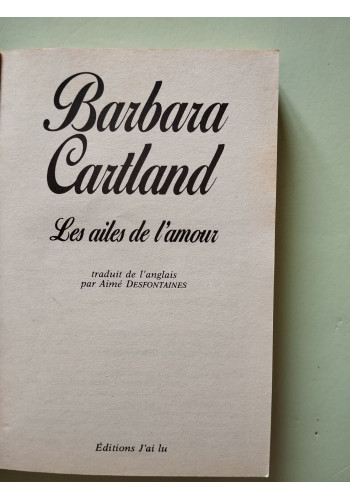 Barbara
Cartland
Les ailes de l'amour
traduit de l'anglais
par Aimé DESFONTAINES
Éditions J'ai lu